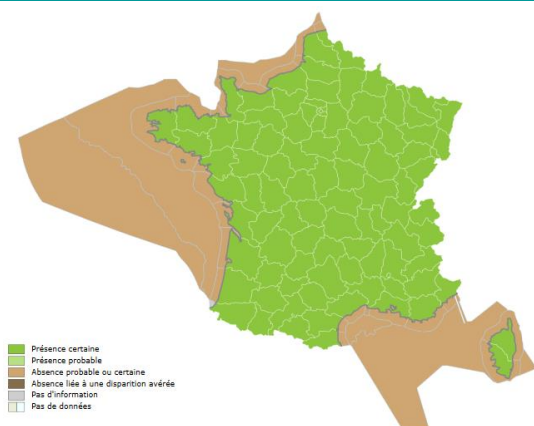 Présence certaine
Présence probable
Absence probable ou certaine
Absence liée à une disparition avérée
Pas d'information
Pas de données